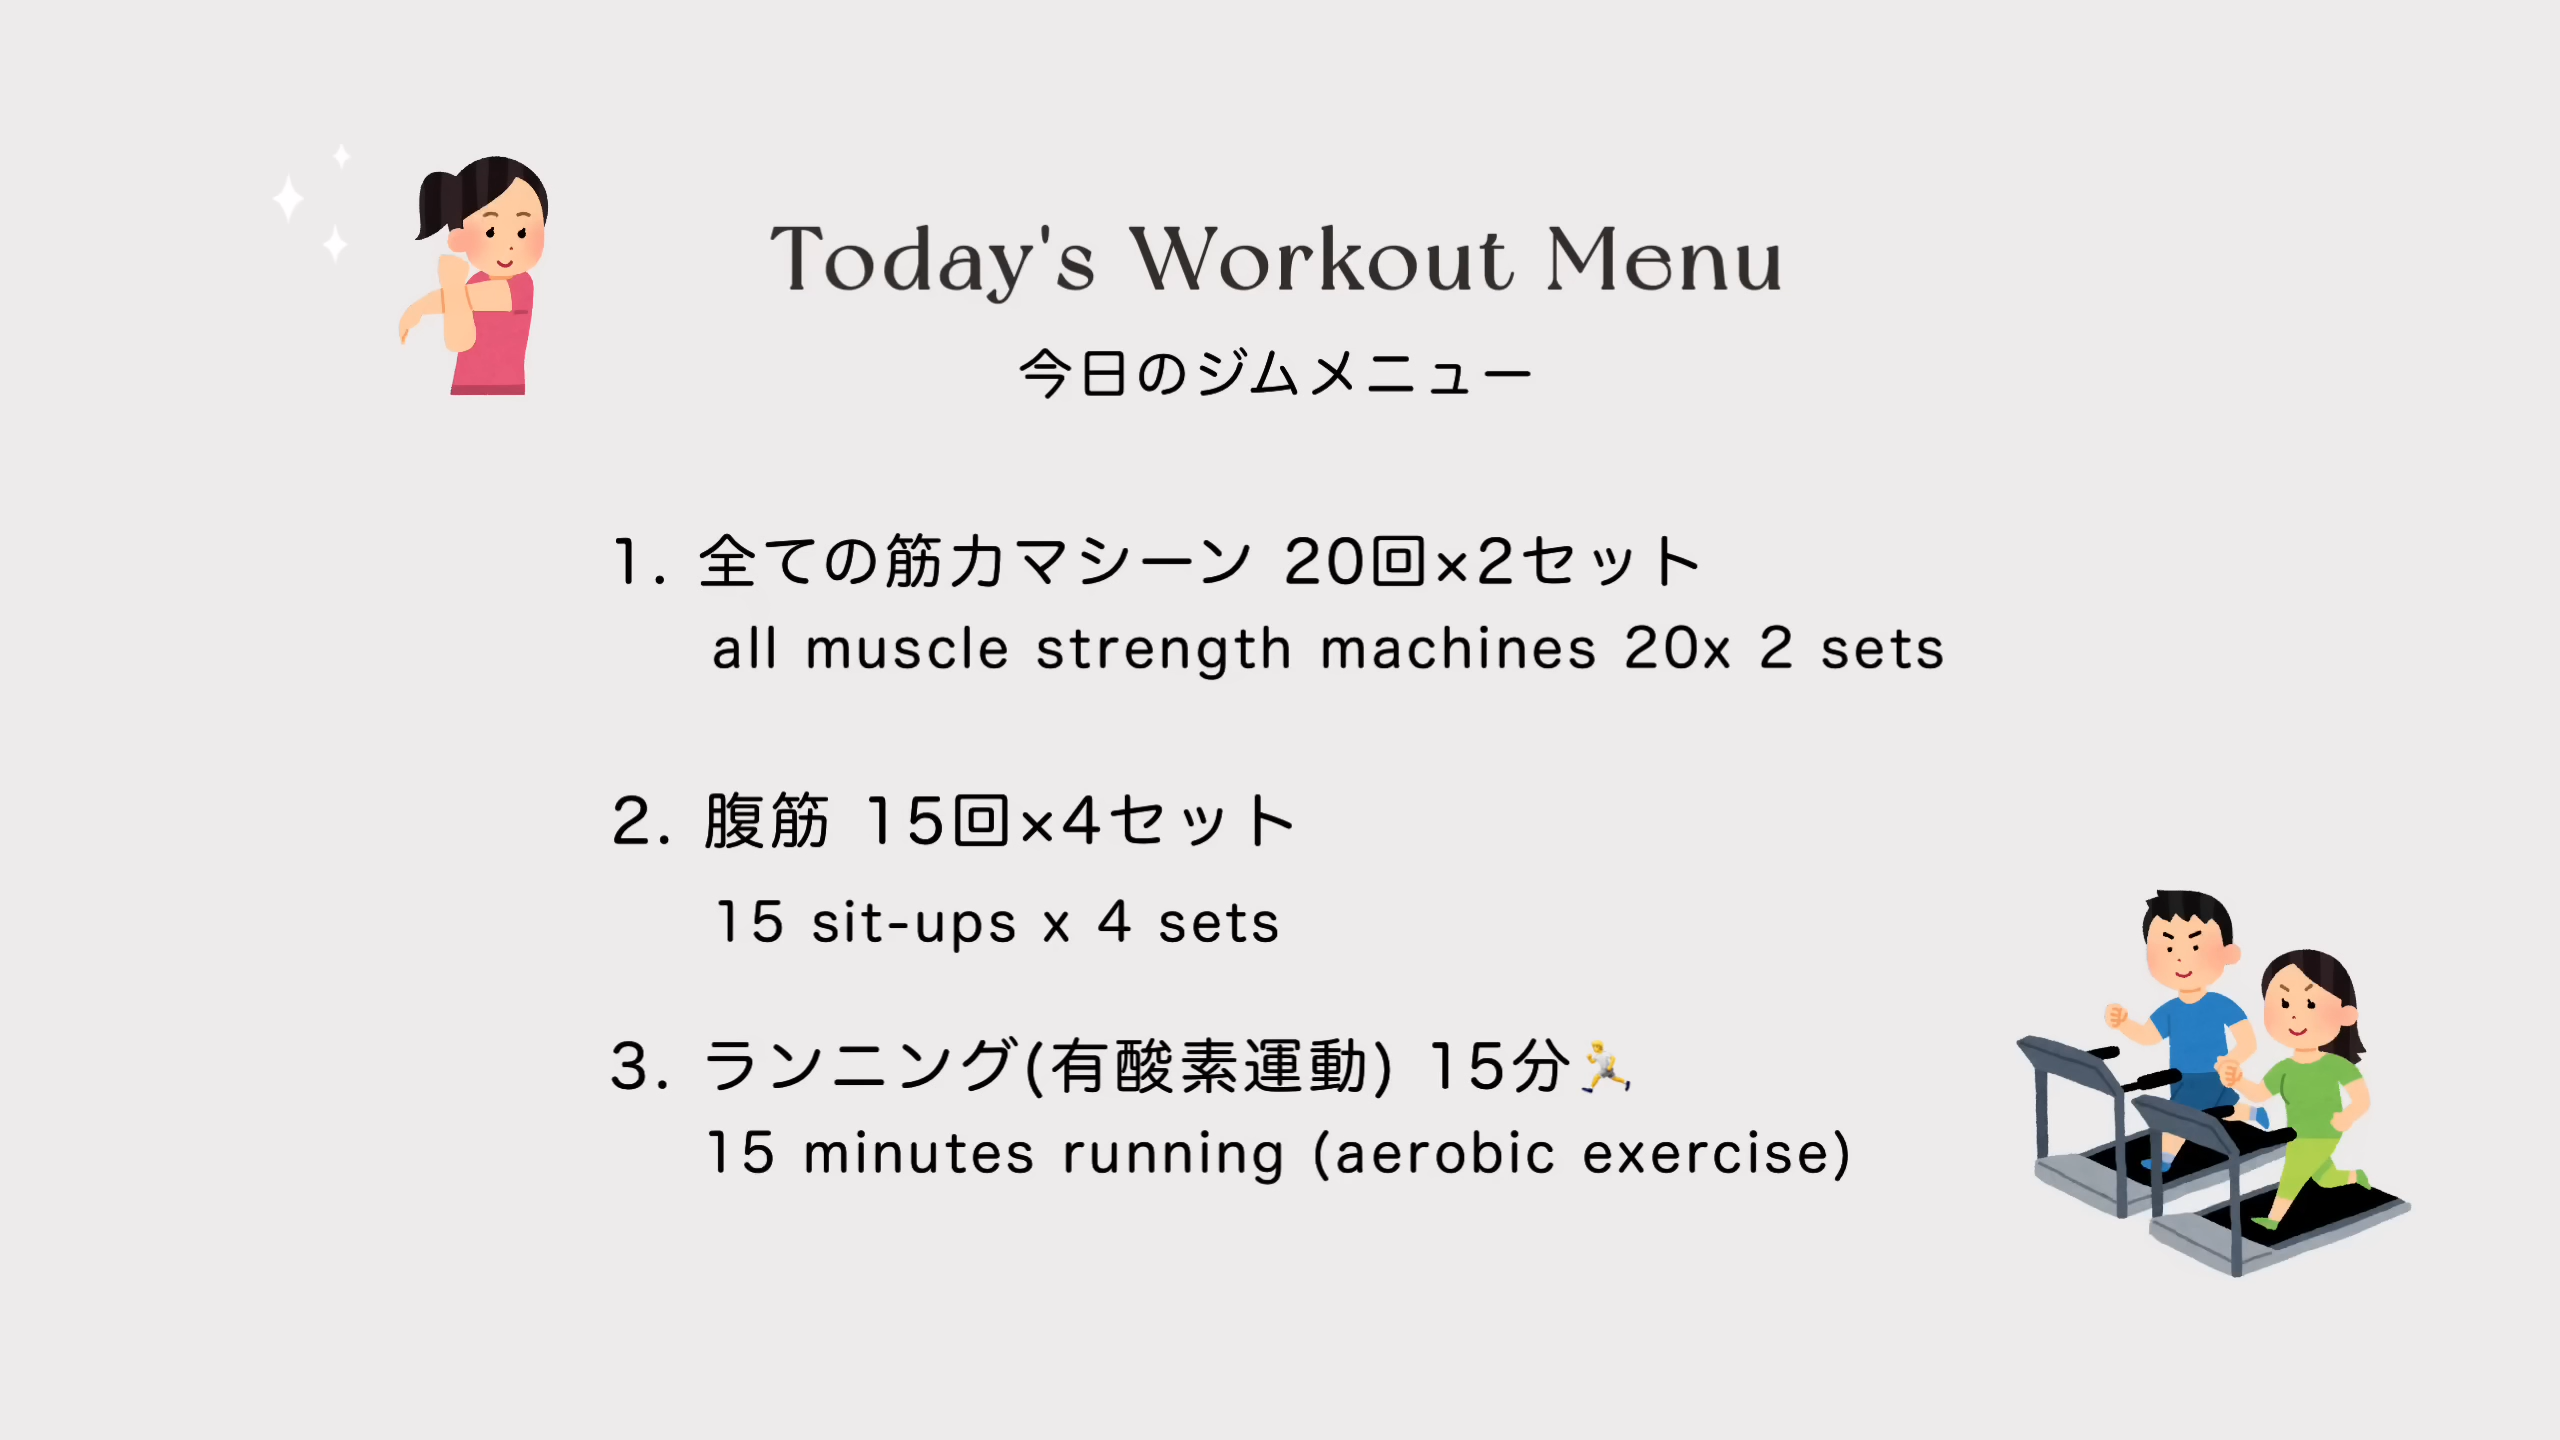 Today's Workout Menu
今日のジムメニュー
1. 全ての筋力マシーン 20回×2セット
all muscle strength machines 20x 2 sets
2. 腹筋 15回×4セット
15 sit-ups x 4 sets
3. ランニング(有酸素運動) 15分🏃
15 minutes running (aerobic exercise)